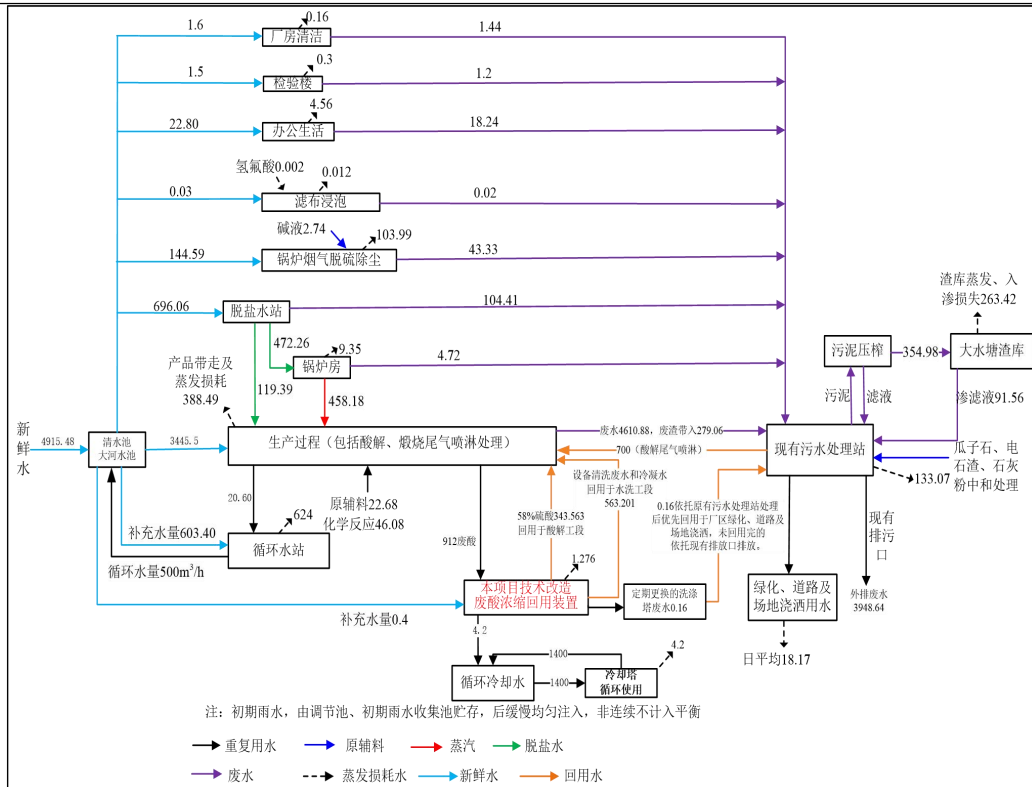 1.6
厂房清洁
0.16
1.44
1.5
检验楼
0.3
1.2
22.80
办公生活
4.56
18.24
氢氟酸0.002
0.012
0.03
滤布浸泡
0.02
碱液2.74
103.99
144.59
锅炉烟气脱硫除尘
43.33
696.06
脱盐水站
104.41
472.26
锅炉房
9.35
4.72
119.39
458.18
产品带走及
蒸发损耗
388.49
渣库蒸发、入
渗损失263.42
污泥压榨
354.98
大水塘渣库
污泥
滤液
渗滤液91.56
新
鲜
水
4915.48
清水池
大河水池
3445.5
生产过程（包括酸解、煅烧尾气喷淋处理）
废水4610.88，废渣带入279.06
700（酸解尾气喷淋）
现有污水处理站
瓜子石、电
石渣、石灰
粉中和处理
133.07
20.60
原辅料22.68
化学反应46.08
设备清洗废水和冷凝水
回用于水洗工段
563.201
58%硫酸343.563
回用于酸解工段
0.16依托原有污水处理站处理
后优先回用于厂区绿化、道路及
场地浇洒，未回用完的
依托现有排放口排放。
现有
排污
口
624
补充水量603.40
循环水站
循环水量500m³/h
912废酸
1.276
本项目技术改造
废酸浓缩回用装置
定期更换的洗涤
塔废水0.16
绿化、道路及
场地浇洒用水
外排废水
3948.64
补充水量0.4
4.2
日平均18.17
循环冷却水
1400
1400
冷却塔
循环使用
4.2
注：初期雨水，由调节池、初期雨水收集池贮存，后缓慢均匀注入，非连续不计入平衡
重复用水
原辅料
蒸汽
脱盐水
废水
蒸发损耗水
新鲜水
回用水